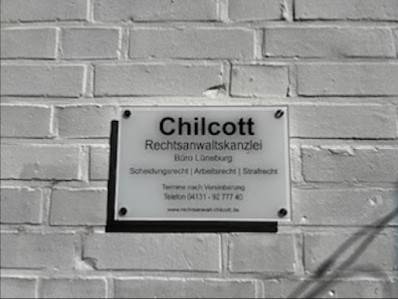 Chilcott
Rechtsanwaltskanzlei
Büro Lüneburg
Scheidungsrecht | Arbeitsrecht | Strafrecht
Termine nach Vereinbarung
Telefon 04131 - 92 777 40
www.rechtsanwalt-chilcott.de